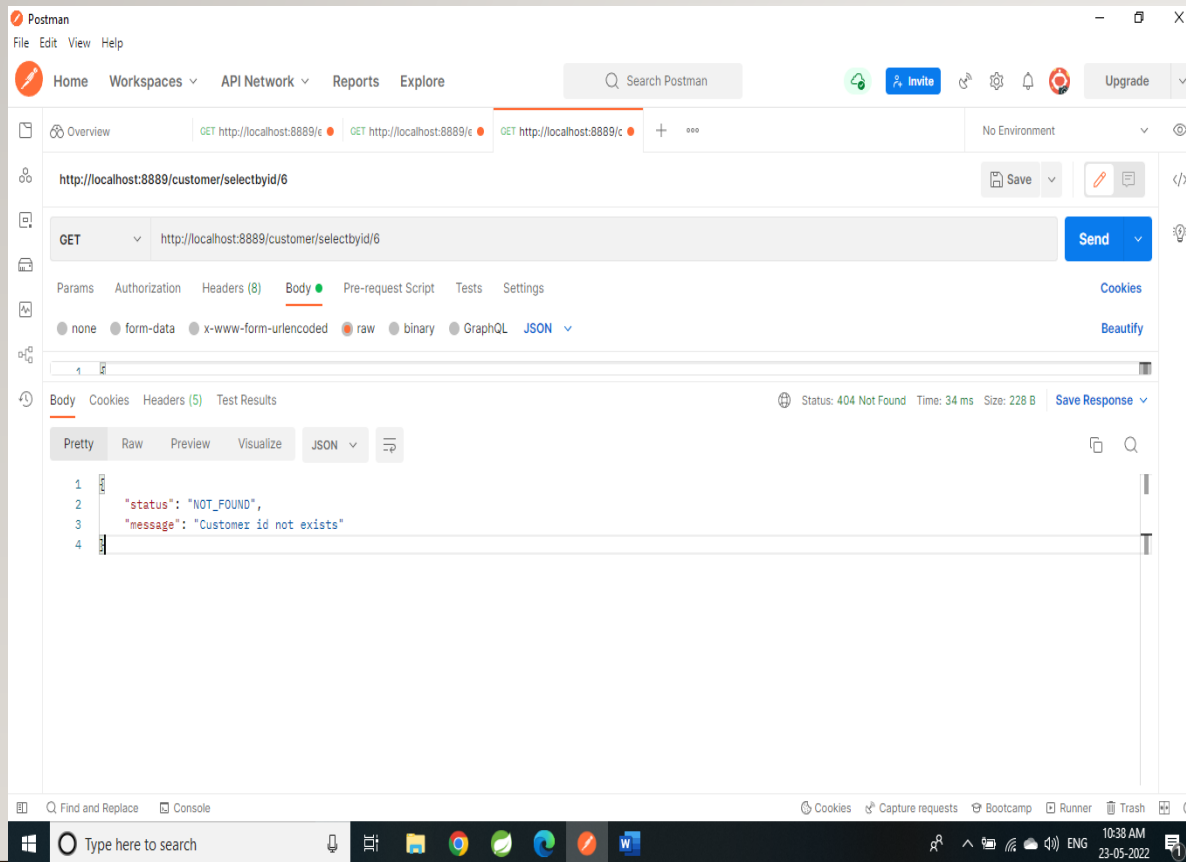 Postman
File Edit View Help
Home Workspaces API Network Reports Explore Search Postman Invite Upgrade
Overview GET http://localhost:8889/e GET http://localhost:8889/e GET http://localhost:8889/c No Environment
http://localhost:8889/customer/selectbyid/6 Save
GET http://localhost:8889/customer/selectbyid/6 Send
Params Authorization Headers (8) Body Pre-request Script Tests Settings Cookies
none form-data x-www-form-urlencoded raw binary GraphQL JSON Beautify
1
Body Cookies Headers (5) Test Results Status: 404 Not Found Time: 34 ms Size: 228 B Save Response
Pretty Raw Preview Visualize JSON
1 {
2 "status": "NOT_FOUND",
3 "message": "Customer id not exists"
4 }
Find and Replace Console Cookies Capture requests Bootcamp Runner Trash
Type here to search ENG 10:38 AM
23-05-2022 1